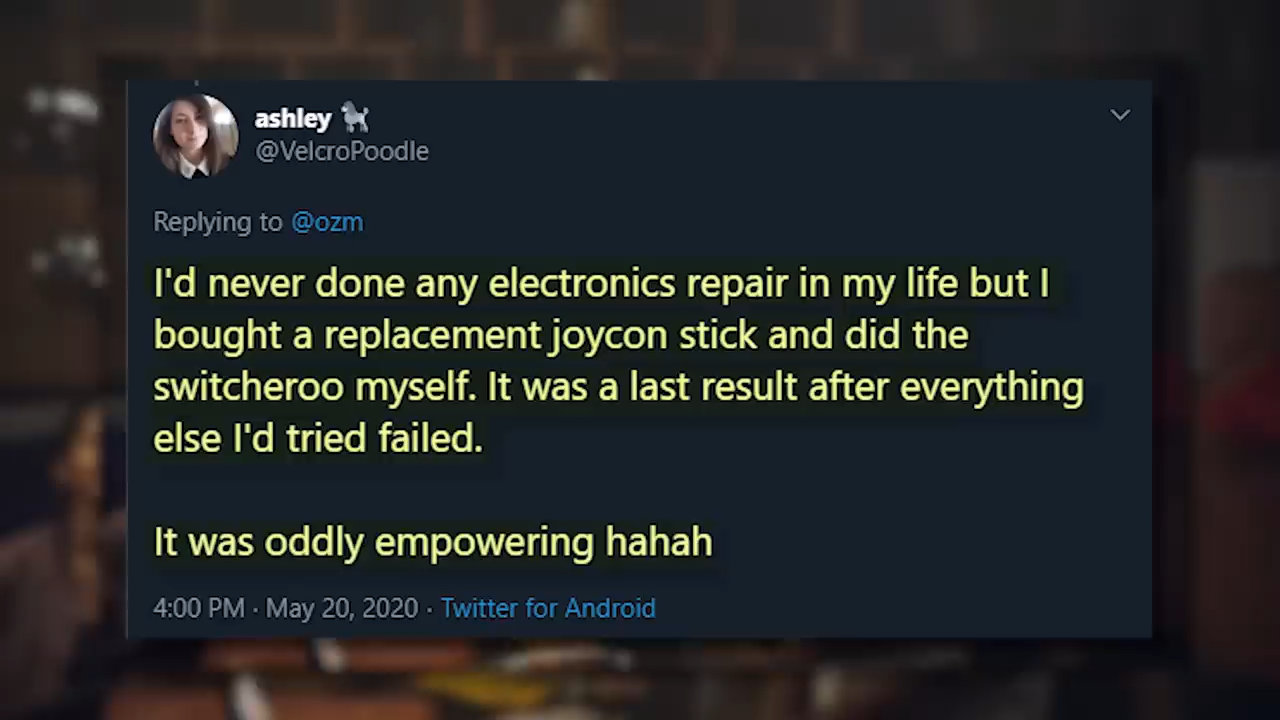 ashley 🐩
@VelcroPoodle
Replying to @ozm
I'd never done any electronics repair in my life but I
bought a replacement joycon stick and did the
switcheroo myself. It was a last result after everything
else I'd tried failed.
It was oddly empowering hahah
4:00 PM · May 20, 2020 · Twitter for Android